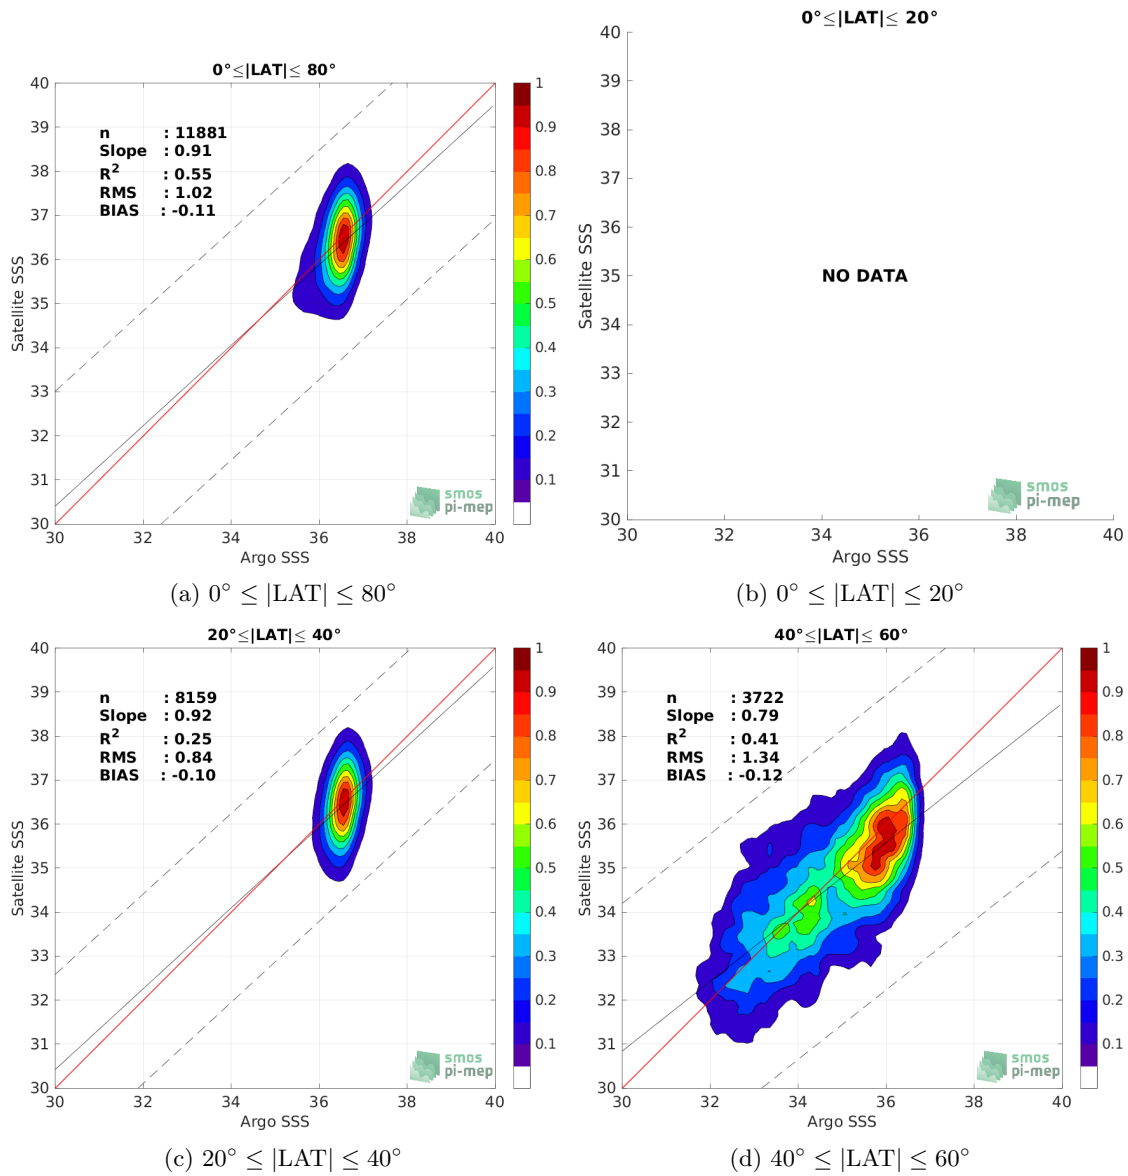 0°≤|LAT|≤ 80°
n : 11881
Slope : 0.91
R² : 0.55
RMS : 1.02
BIAS : -0.11
40
39
38
37
36
35
34
33
32
31
30
Satellite SSS
30 32 34 36 38 40
Argo SSS
1
0.9
0.8
0.7
0.6
0.5
0.4
0.3
0.2
0.1
smos
pi-mep
(a) 0° ≤ |LAT| ≤ 80°
0°≤|LAT|≤ 20°
40
39
38
37
36
35
34
33
32
31
30
Satellite SSS
NO DATA
30 32 34 36 38 40
Argo SSS
smos
pi-mep
(b) 0° ≤ |LAT| ≤ 20°
20°≤|LAT|≤ 40°
n : 8159
Slope : 0.92
R² : 0.25
RMS : 0.84
BIAS : -0.10
40
39
38
37
36
35
34
33
32
31
30
Satellite SSS
30 32 34 36 38 40
Argo SSS
1
0.9
0.8
0.7
0.6
0.5
0.4
0.3
0.2
0.1
smos
pi-mep
(c) 20° ≤ |LAT| ≤ 40°
40°≤|LAT|≤ 60°
n : 3722
Slope : 0.79
R² : 0.41
RMS : 1.34
BIAS : -0.12
40
39
38
37
36
35
34
33
32
31
30
Satellite SSS
30 32 34 36 38 40
Argo SSS
1
0.9
0.8
0.7
0.6
0.5
0.4
0.3
0.2
0.1
smos
pi-mep
(d) 40° ≤ |LAT| ≤ 60°